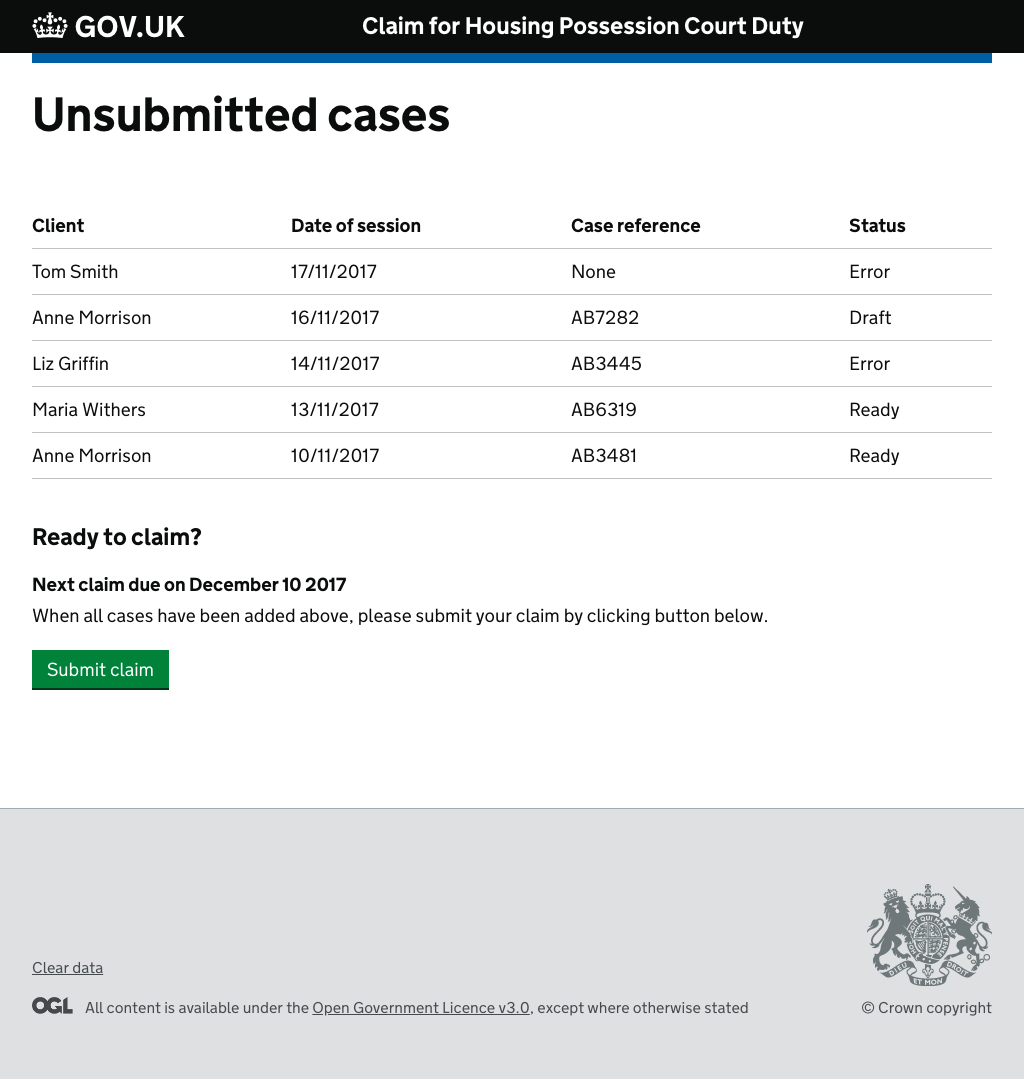 GOV.UK Claim for Housing Possession Court Duty
Unsubmitted cases
Client Date of session Case reference Status
Tom Smith 17/11/2017 None Error
Anne Morrison 16/11/2017 AB7282 Draft
Liz Griffin 14/11/2017 AB3445 Error
Maria Withers 13/11/2017 AB6319 Ready
Anne Morrison 10/11/2017 AB3481 Ready
Ready to claim?
Next claim due on December 10 2017
When all cases have been added above, please submit your claim by clicking button below.
Submit claim
DIEU ET MON DROIT
Clear data
OGL All content is available under the Open Government Licence v3.0, except where otherwise stated © Crown copyright